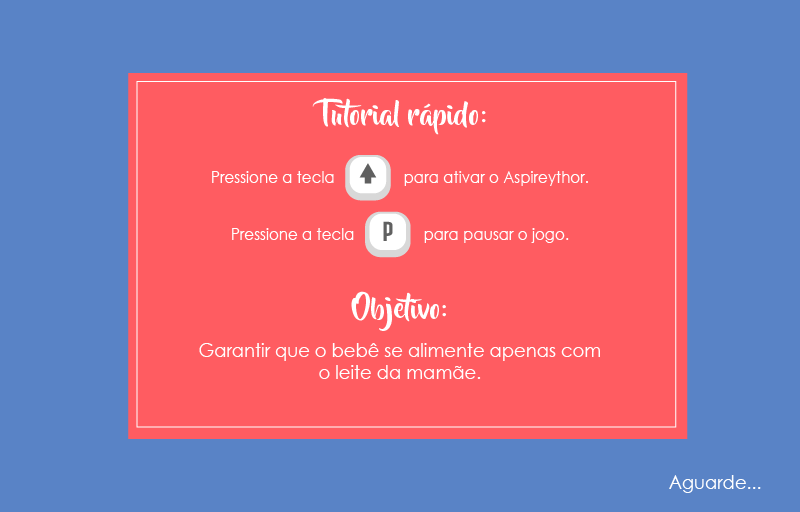 Tutorial rápido:
Pressione a tecla para ativar o Aspireythor.
Pressione a tecla P para pausar o jogo.
Objetivo:
Garantir que o bebê se alimente apenas com
o leite da mamãe.
Aguarde...